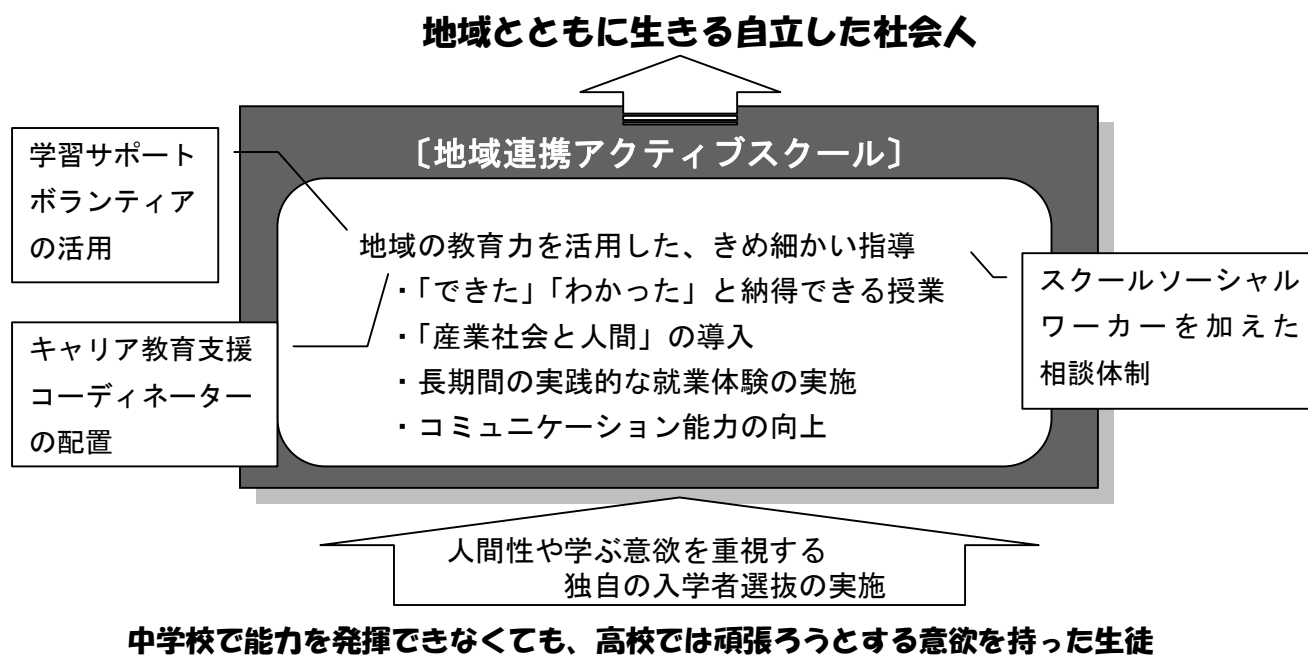 地域とともに生きる自立した社会人
〔地域連携アクティブスクール〕
学習サポート
ボランティア
の活用
キャリア教育支援
コーディネーター
の配置
地域の教育力を活用した、きめ細かい指導
・「できた」「わかった」と納得できる授業
・「産業社会と人間」の導入
・長期間の実践的な就業体験の実施
・コミュニケーション能力の向上
スクールソーシャル
ワーカーを加えた
相談体制
人間性や学ぶ意欲を重視する
独自の入学者選抜の実施
中学校で能力を発揮できなくても、高校では頑張ろうとする意欲を持った生徒